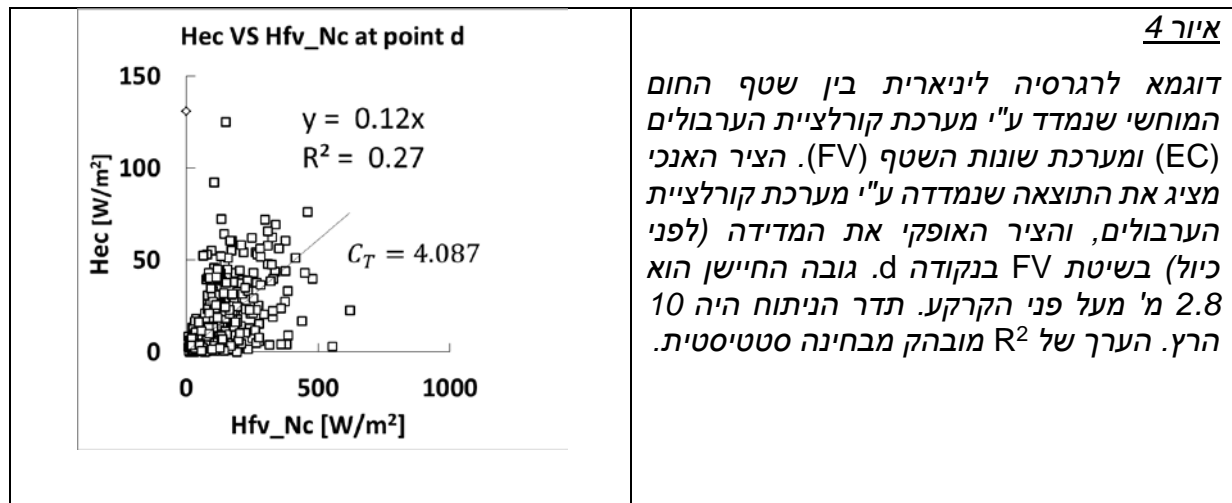 איור 4
דוגמא לרגרסיה ליניארית בין שטף החום
המוחשי שנמדד ע"י מערכת קורלציית הערבולים
(EC) ומערכת שונות השטף (FV). הציר האנכי
מציג את התוצאה שנמדדה ע"י מערכת קורלציית
הערבולים, והציר האופקי את המדידה (לפני
כיול) בשיטת FV בנקודה d. גובה החיישן הוא
2.8 מ' מעל פני הקרקע. תדר הניתוח היה 10
הרץ. הערך של R² מובהק מבחינה סטטיסטית.
Hec VS Hfv_Nc at point d
y = 0.12x
R² = 0.27
C_T = 4.087
Hec [W/m²]
150
100
50
0
0 500 1000
Hfv_Nc [W/m²]